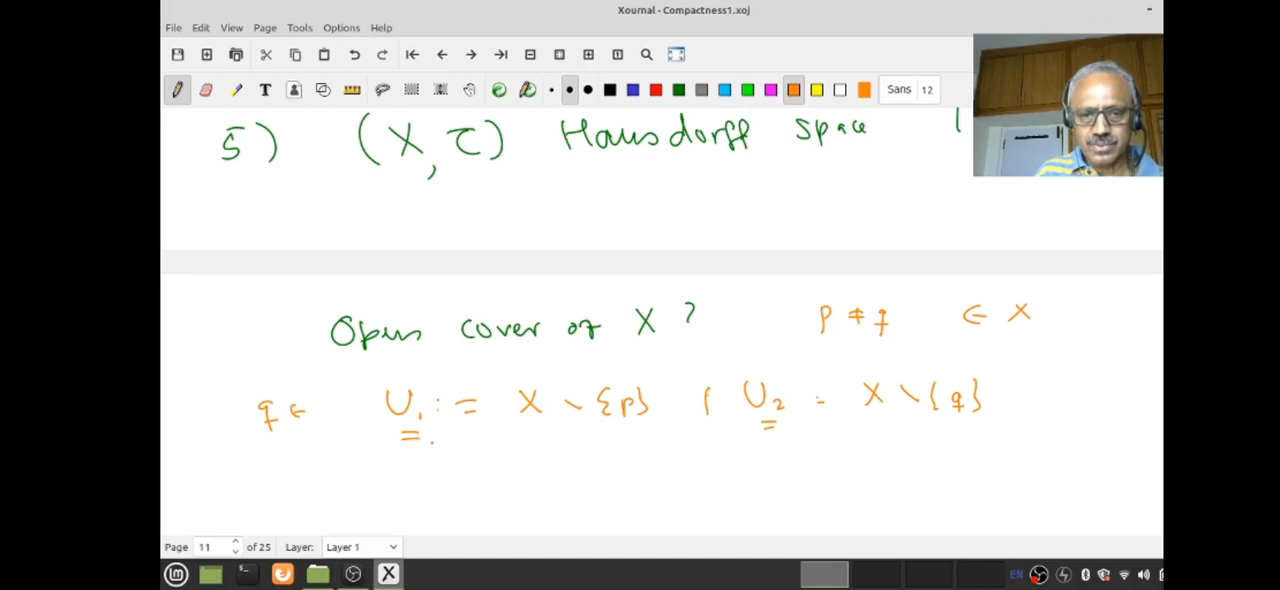 Xournal - Compactness1.xoj
File Edit View Page Tools Options Help
Sans 12
5) (X, τ) Hausdorff space
Open cover of X ? p ≠ q ∈ X
q ∈ U₁ := X \ {p} , U₂ = X \ {q}
Page 11 of 25 Layer: Layer 1
EN